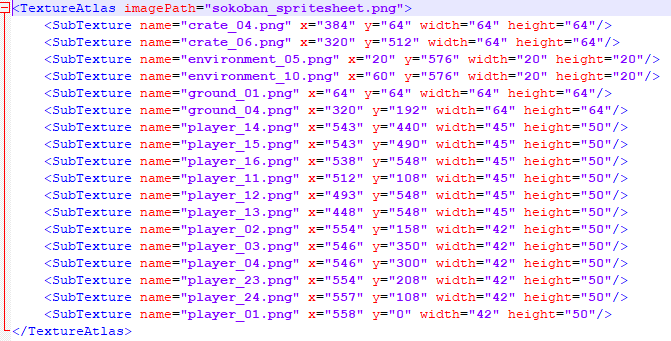 <TextureAtlas imagePath="sokoban_spritesheet.png">
<SubTexture name="crate_04.png" x="384" y="64" width="64" height="64"/>
<SubTexture name="crate_06.png" x="320" y="512" width="64" height="64"/>
<SubTexture name="environment_05.png" x="20" y="576" width="20" height="20"/>
<SubTexture name="environment_10.png" x="60" y="576" width="20" height="20"/>
<SubTexture name="ground_01.png" x="64" y="64" width="64" height="64"/>
<SubTexture name="ground_04.png" x="320" y="192" width="64" height="64"/>
<SubTexture name="player_14.png" x="543" y="440" width="45" height="50"/>
<SubTexture name="player_15.png" x="543" y="490" width="45" height="50"/>
<SubTexture name="player_16.png" x="538" y="548" width="45" height="50"/>
<SubTexture name="player_11.png" x="512" y="108" width="45" height="50"/>
<SubTexture name="player_12.png" x="493" y="548" width="45" height="50"/>
<SubTexture name="player_13.png" x="448" y="548" width="45" height="50"/>
<SubTexture name="player_02.png" x="554" y="158" width="42" height="50"/>
<SubTexture name="player_03.png" x="546" y="350" width="42" height="50"/>
<SubTexture name="player_04.png" x="546" y="300" width="42" height="50"/>
<SubTexture name="player_23.png" x="554" y="208" width="42" height="50"/>
<SubTexture name="player_24.png" x="557" y="108" width="42" height="50"/>
<SubTexture name="player_01.png" x="558" y="0" width="42" height="50"/>
</TextureAtlas>